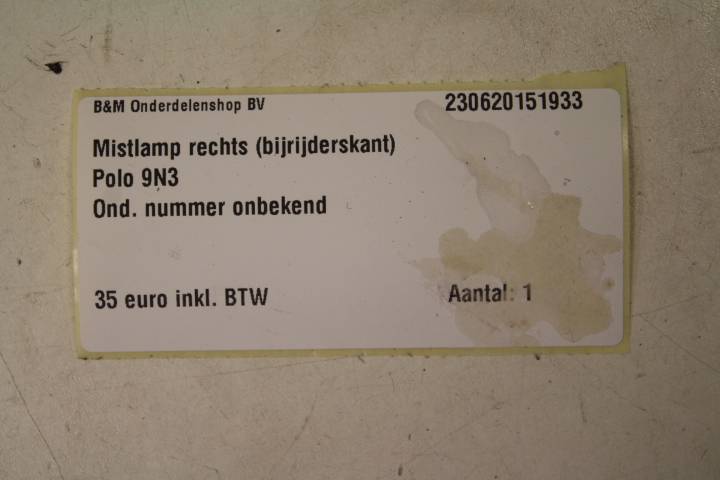 B&M Onderdelenshop BV 230620151933
Mistlamp rechts (bijrijderskant)
Polo 9N3
Ond. nummer onbekend
35 euro inkl. BTW Aantal: 1